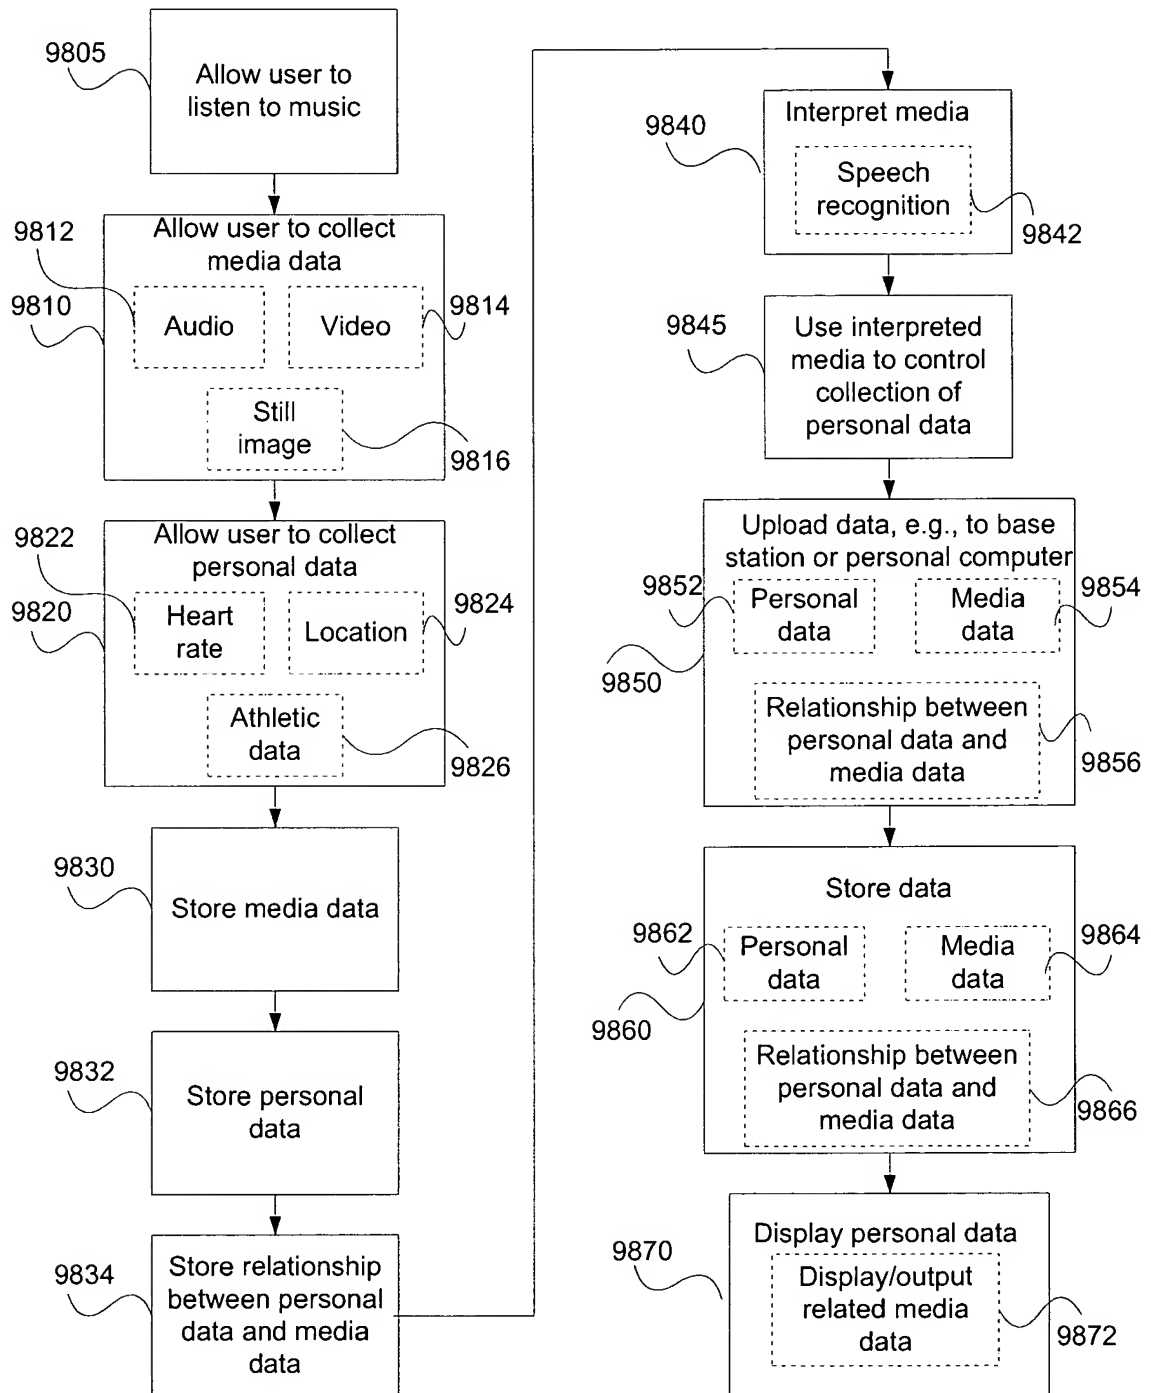 9805
Allow user to
listen to music
9812
9810
Allow user to collect
media data
Audio
Video
9814
Still
image
9816
9822
9820
Allow user to collect
personal data
Heart
rate
Location
9824
Athletic
data
9826
9830
Store media data
9832
Store personal
data
9834
Store relationship
between personal
data and media
data
9840
Interpret media
Speech
recognition
9842
9845
Use interpreted
media to control
collection of
personal data
Upload data, e.g., to base
station or personal computer
9852
Personal
data
Media
data
9854
9850
Relationship between
personal data and
media data
9856
Store data
9862
Personal
data
Media
data
9864
9860
Relationship between
personal data and
media data
9866
9870
Display personal data
Display/output
related media
data
9872